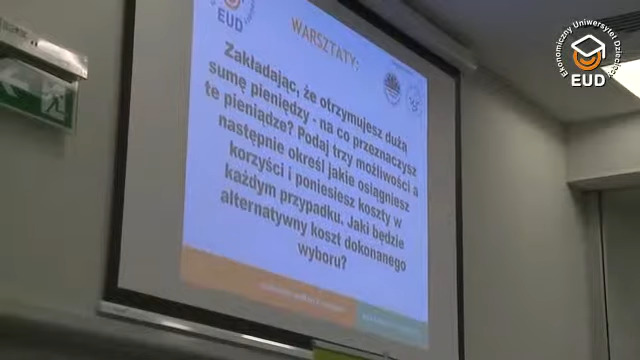 EUD
WARSZTATY:
Zakładając, że otrzymujesz dużą
sumę pieniędzy - na co przeznaczysz
te pieniądze? Podaj trzy możliwości a
następnie określ jakie osiągniesz
korzyści i poniesiesz koszty w
każdym przypadku. Jaki będzie
alternatywny koszt dokonanego
wyboru?
Ekonomiczny Uniwersytet Dziecięcy
EUD